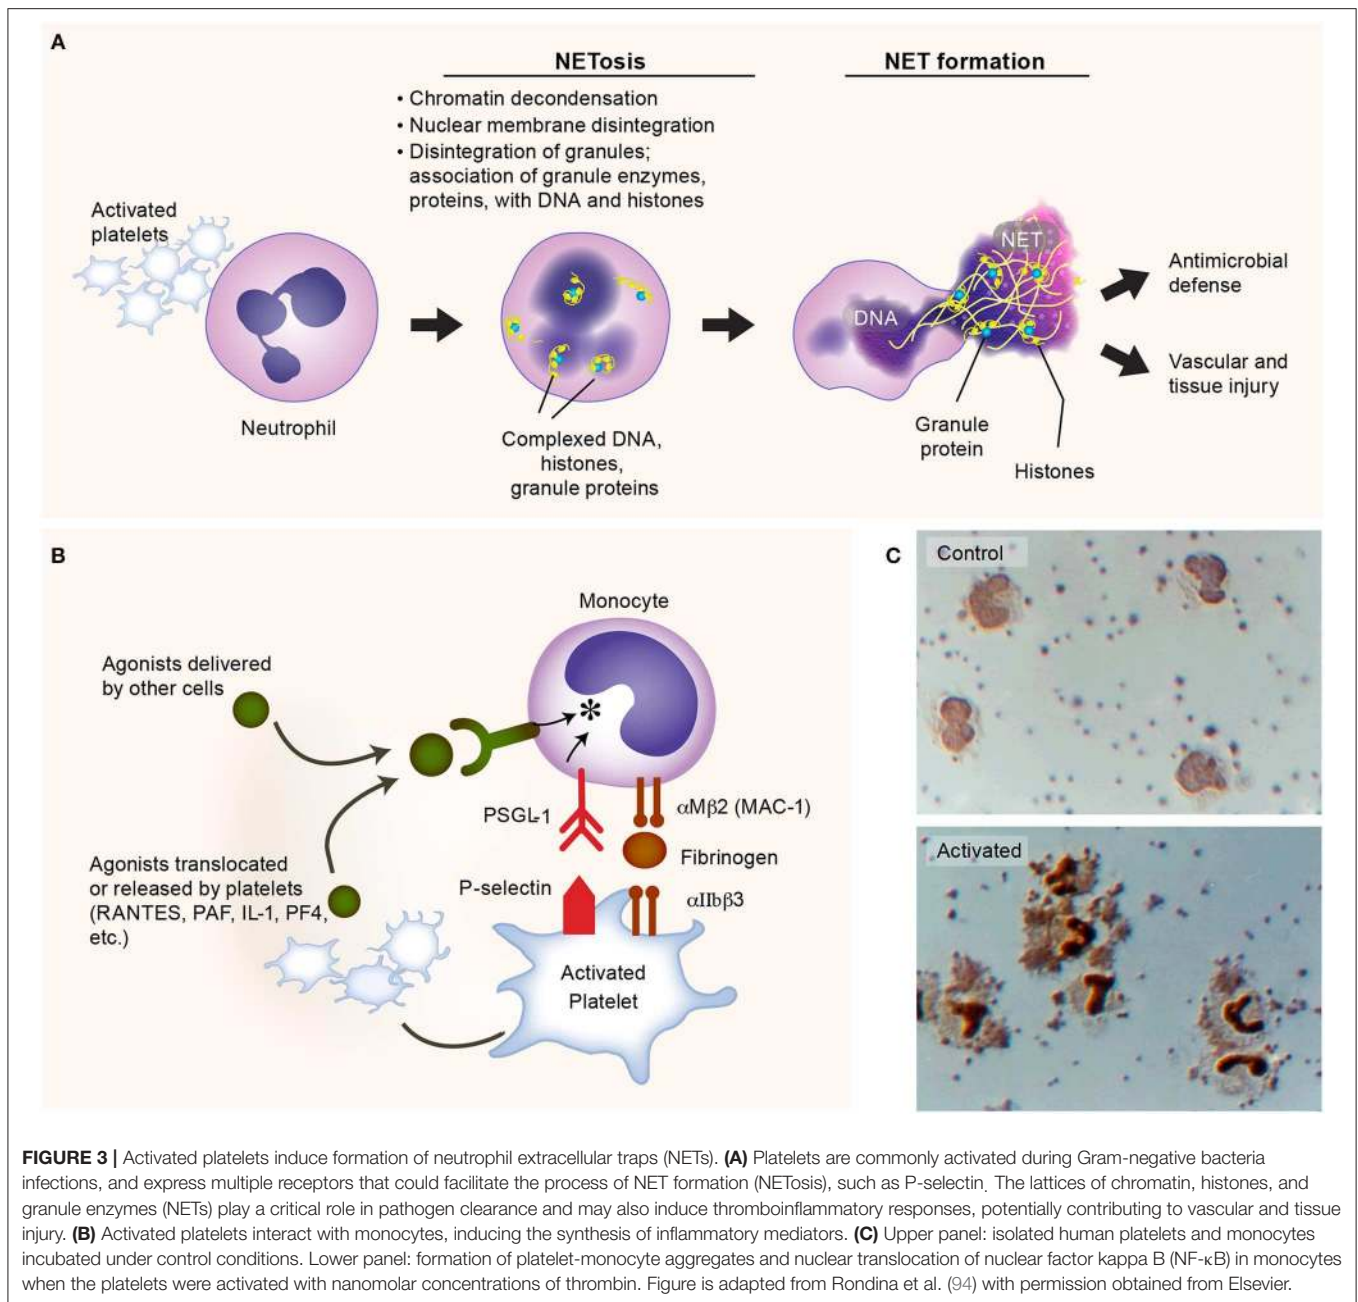 A
NETosis
• Chromatin decondensation
• Nuclear membrane disintegration
• Disintegration of granules;
association of granule enzymes,
proteins, with DNA and histones
NET formation
Activated
platelets
Neutrophil
Complexed DNA,
histones,
granule proteins
DNA
NET
Granule
protein
Histones
Antimicrobial
defense
Vascular and
tissue injury
B
Monocyte
Agonists delivered
by other cells
*
PSGL-1
αMβ2 (MAC-1)
Fibrinogen
P-selectin
αIIbβ3
Agonists translocated
or released by platelets
(RANTES, PAF, IL-1, PF4,
etc.)
Activated
Platelet
C
Control
Activated
FIGURE 3 | Activated platelets induce formation of neutrophil extracellular traps (NETs). (A) Platelets are commonly activated during Gram-negative bacteria
infections, and express multiple receptors that could facilitate the process of NET formation (NETosis), such as P-selectin. The lattices of chromatin, histones, and
granule enzymes (NETs) play a critical role in pathogen clearance and may also induce thromboinflammatory responses, potentially contributing to vascular and tissue
injury. (B) Activated platelets interact with monocytes, inducing the synthesis of inflammatory mediators. (C) Upper panel: isolated human platelets and monocytes
incubated under control conditions. Lower panel: formation of platelet-monocyte aggregates and nuclear translocation of nuclear factor kappa B (NF-κB) in monocytes
when the platelets were activated with nanomolar concentrations of thrombin. Figure is adapted from Rondina et al. (94) with permission obtained from Elsevier.